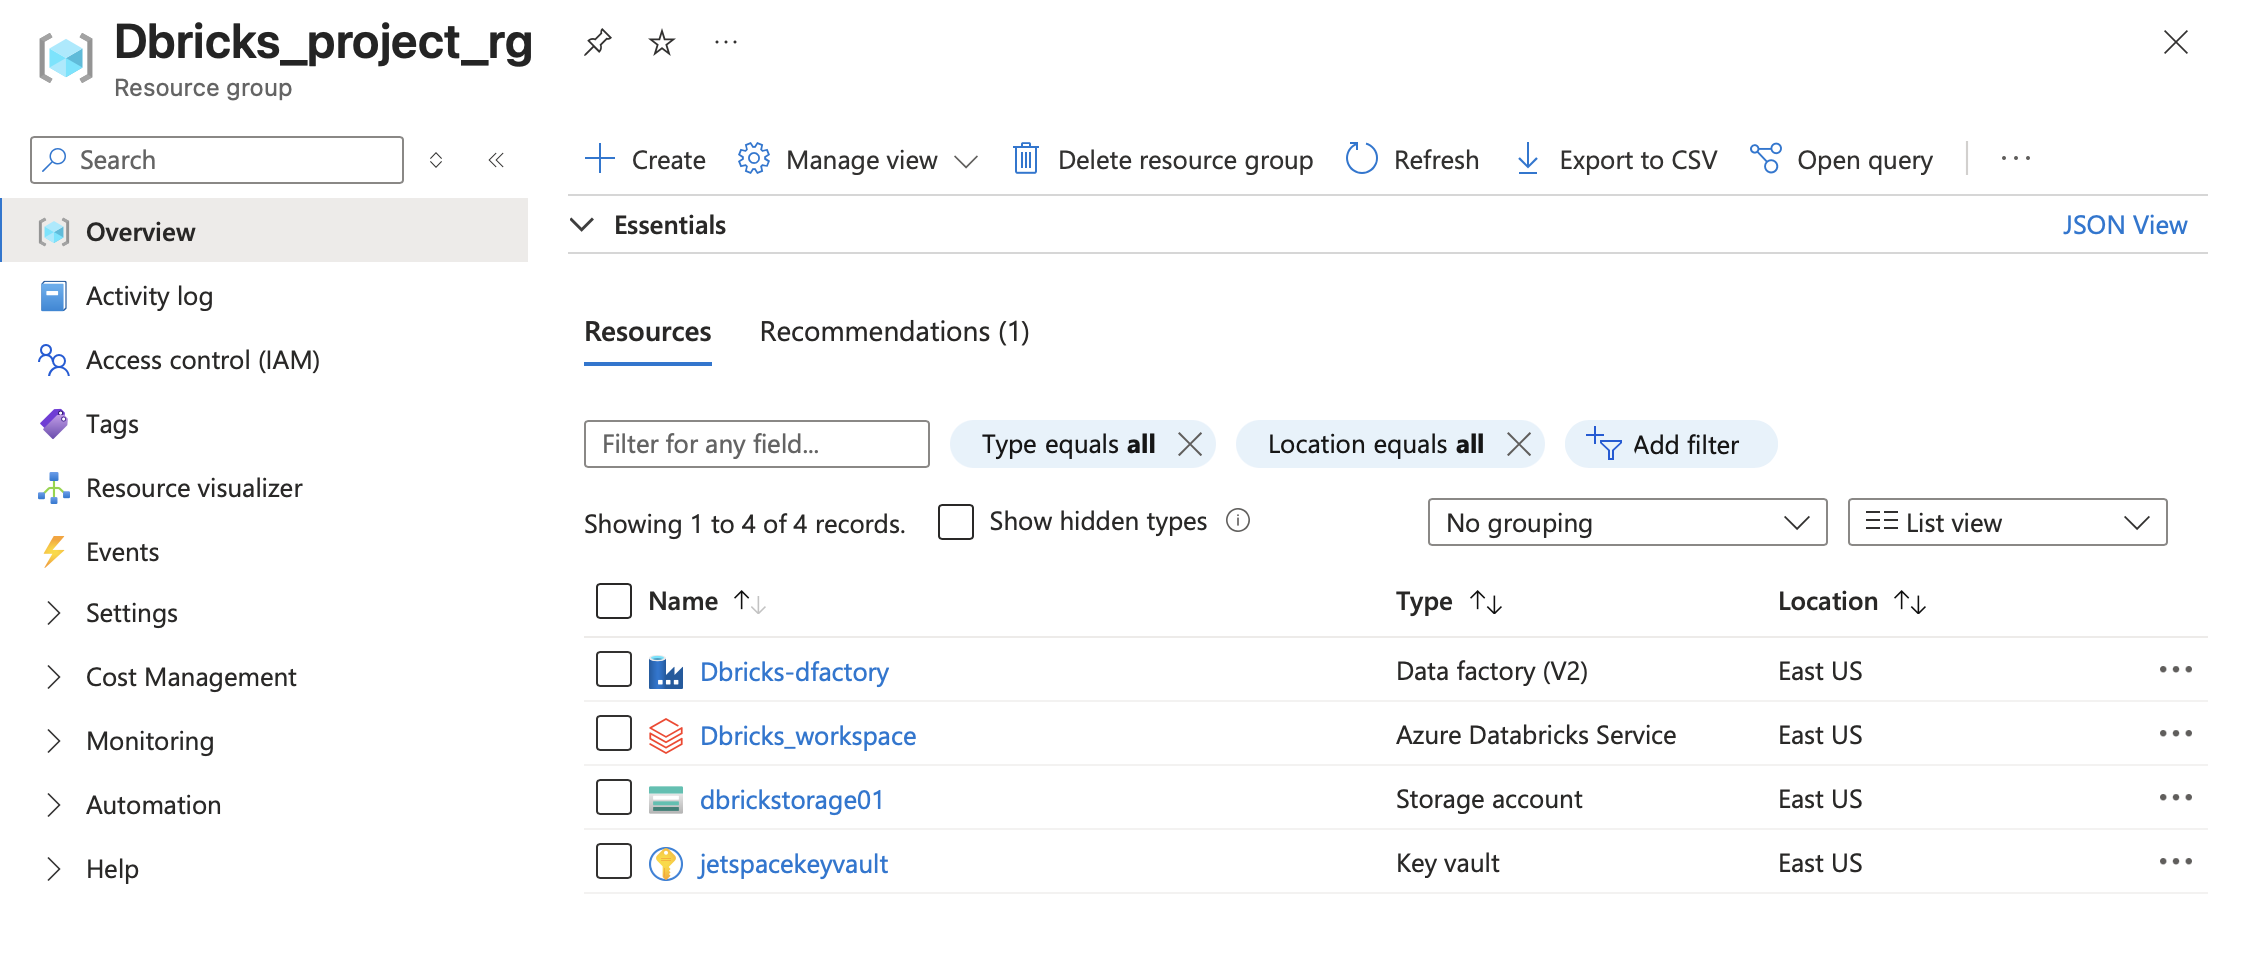 Dbricks_project_rg
Resource group
Search
Overview
Activity log
Access control (IAM)
Tags
Resource visualizer
Events
Settings
Cost Management
Monitoring
Automation
Help
Create
Manage view
Delete resource group
Refresh
Export to CSV
Open query
Essentials
JSON View
Resources
Recommendations (1)
Filter for any field...
Type equals all
Location equals all
Add filter
Showing 1 to 4 of 4 records.
Show hidden types
No grouping
List view
Name Type Location
Dbricks-dfactory Data factory (V2) East US
Dbricks_workspace Azure Databricks Service East US
dbrickstorage01 Storage account East US
jetspacekeyvault Key vault East US